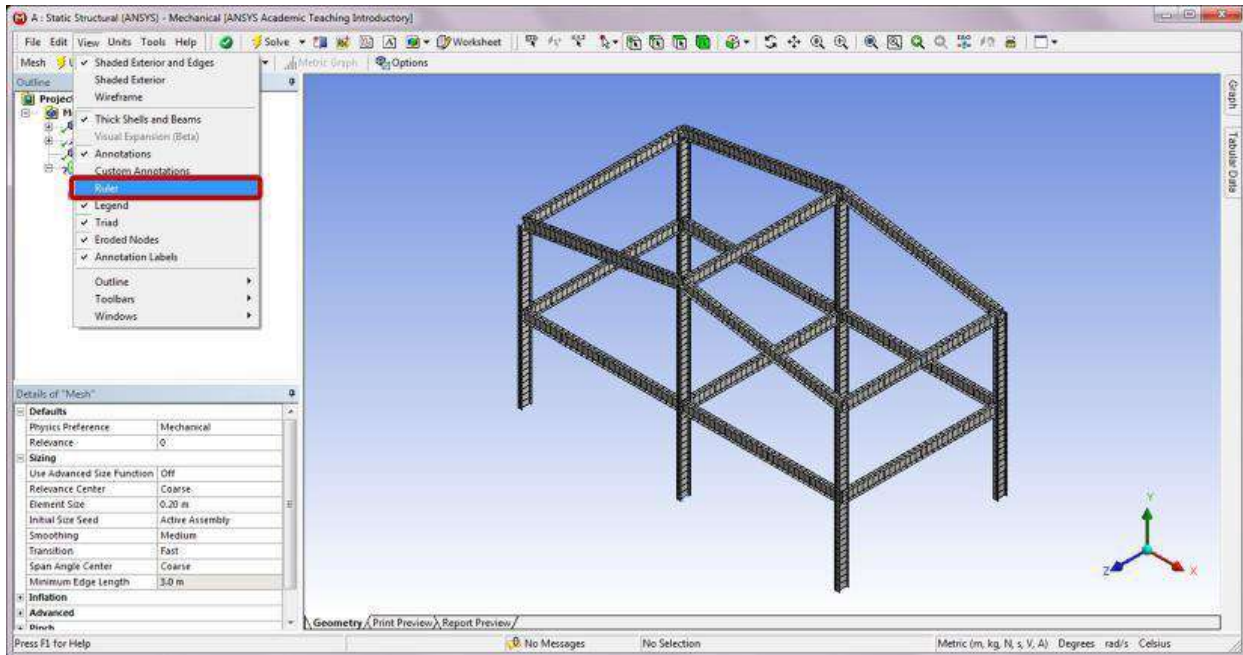 A : Static Structural (ANSYS) - Mechanical [ANSYS Academic Teaching Introductory]
File Edit View Units Tools Help Solve Worksheet
Mesh Metric Graph Options
Shaded Exterior and Edges
Shaded Exterior
Wireframe
Thick Shells and Beams
Visual Expansion (Beta)
Annotations
Custom Annotations
Ruler
Legend
Triad
Eroded Nodes
Annotation Labels
Outline
Toolbars
Windows
Outline
Project
Graph
Tabular Data
Details of "Mesh"
Defaults
Physics Preference Mechanical
Relevance 0
Sizing
Use Advanced Size Function Off
Relevance Center Coarse
Element Size 0.20 m
Initial Size Seed Active Assembly
Smoothing Medium
Transition Fast
Span Angle Center Coarse
Minimum Edge Length 3.0 m
Inflation
Advanced
Pinch
Y
Z X
Geometry Print Preview Report Preview
Press F1 for Help No Messages No Selection Metric (m, kg, N, s, V, A) Degrees rad/s Celsius